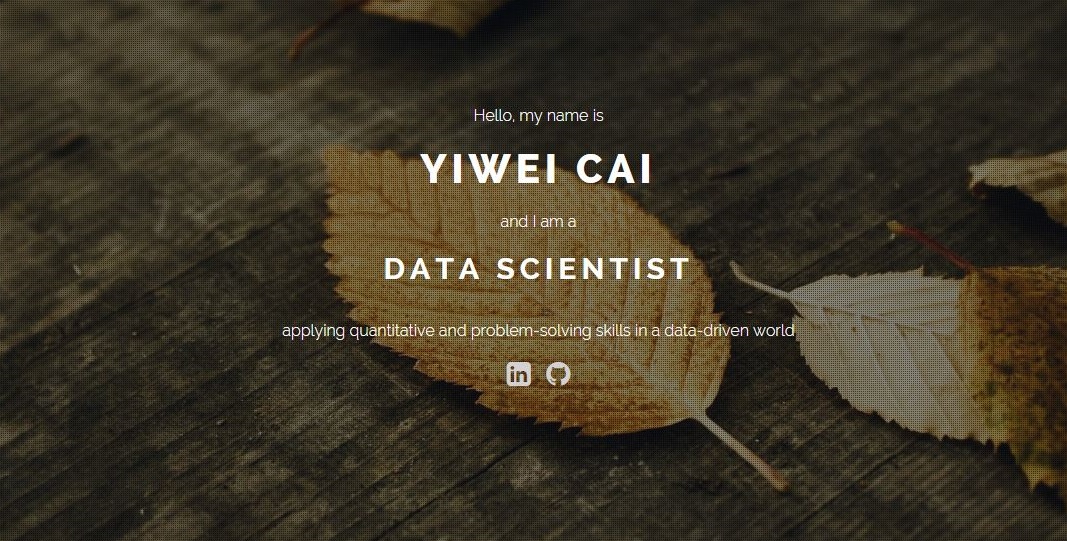 Hello, my name is
YIWEI CAI
and I am a
DATA SCIENTIST
applying quantitative and problem-solving skills in a data-driven world
in